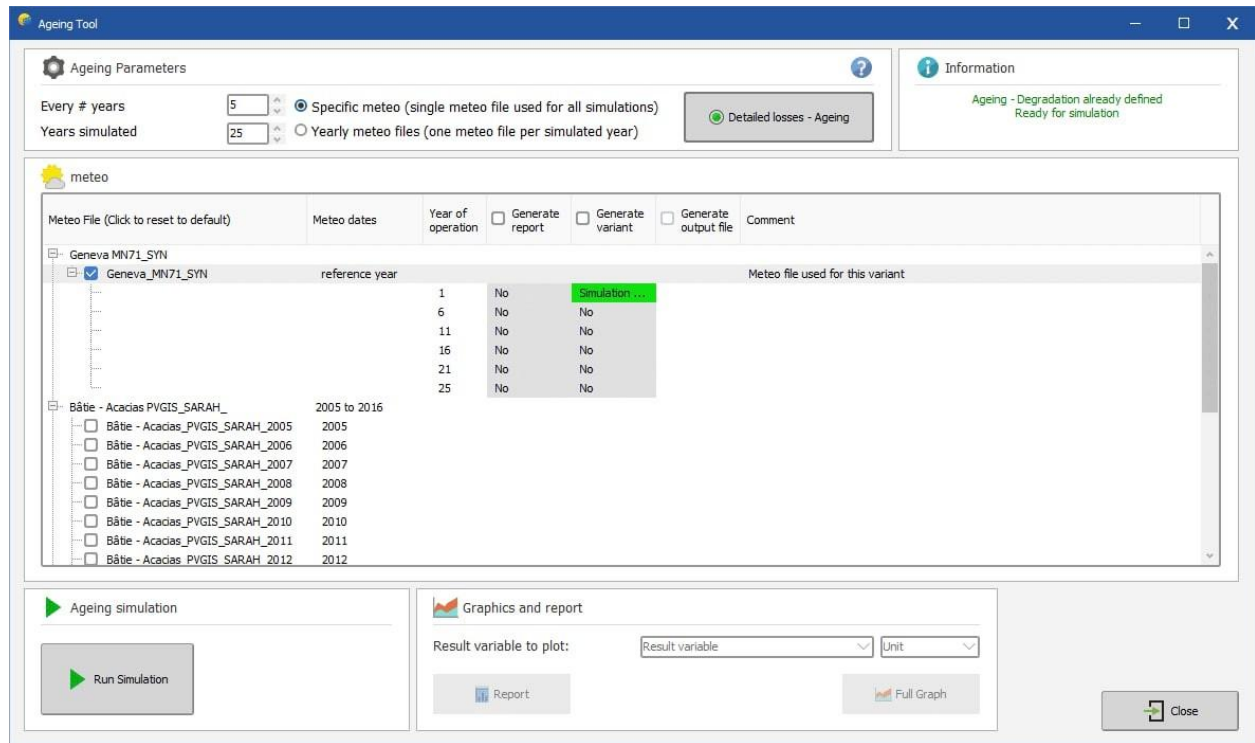 Ageing Tool
Ageing Parameters
Every # years 5 Specific meteo (single meteo file used for all simulations)
Years simulated 25 Yearly meteo files (one meteo file per simulated year)
Detailed losses - Ageing
Information
Ageing - Degradation already defined
Ready for simulation
meteo
Meteo File (Click to reset to default) Meteo dates Year of operation Generate report Generate variant Generate output file Comment
Geneva MN71_SYN
Geneva_MN71_SYN reference year Meteo file used for this variant
1 No Simulation ...
6 No No
11 No No
16 No No
21 No No
25 No No
Bâtie - Acacias PVGIS_SARAH_ 2005 to 2016
Bâtie - Acacias_PVGIS_SARAH_2005 2005
Bâtie - Acacias_PVGIS_SARAH_2006 2006
Bâtie - Acacias_PVGIS_SARAH_2007 2007
Bâtie - Acacias_PVGIS_SARAH_2008 2008
Bâtie - Acacias_PVGIS_SARAH_2009 2009
Bâtie - Acacias_PVGIS_SARAH_2010 2010
Bâtie - Acacias_PVGIS_SARAH_2011 2011
Bâtie - Acacias_PVGIS_SARAH_2012 2012
Ageing simulation
Run Simulation
Graphics and report
Result variable to plot: Result variable Unit
Report Full Graph
Close